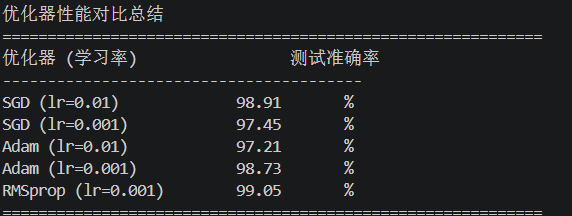 优化器性能对比总结
============================================================
优化器 (学习率) 测试准确率
----------------------------------------
SGD (lr=0.01) 98.91 %
SGD (lr=0.001) 97.45 %
Adam (lr=0.01) 97.21 %
Adam (lr=0.001) 98.73 %
RMSprop (lr=0.001) 99.05 %
============================================================